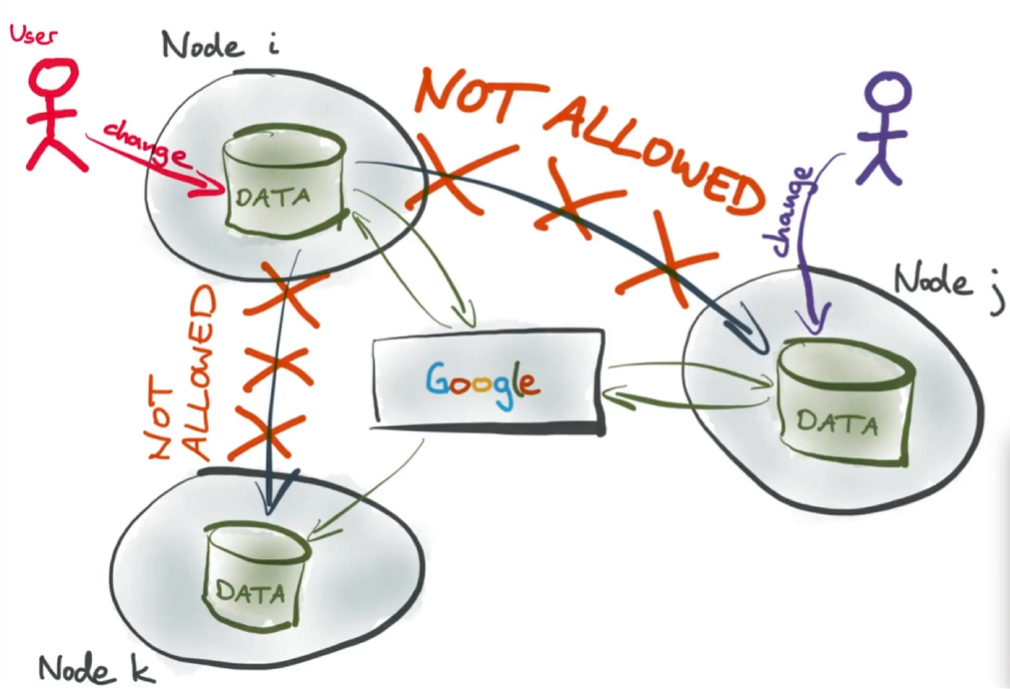 User
Node i
NOT ALLOWED
change
DATA
change
Node j
NOT
ALLOWED
Google
DATA
DATA
Node k